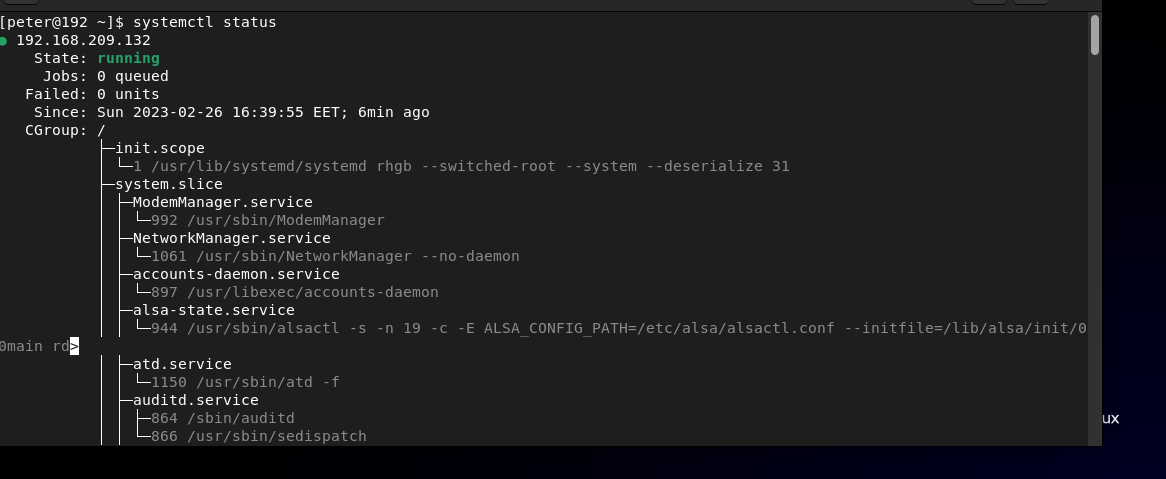 [peter@192 ~]$ systemctl status
● 192.168.209.132
State: running
Jobs: 0 queued
Failed: 0 units
Since: Sun 2023-02-26 16:39:55 EET; 6min ago
CGroup: /
├─init.scope
│ └─1 /usr/lib/systemd/systemd rhgb --switched-root --system --deserialize 31
├─system.slice
│ ├─ModemManager.service
│ │ └─992 /usr/sbin/ModemManager
│ ├─NetworkManager.service
│ │ └─1061 /usr/sbin/NetworkManager --no-daemon
│ ├─accounts-daemon.service
│ │ └─897 /usr/libexec/accounts-daemon
│ ├─alsa-state.service
│ │ └─944 /usr/sbin/alsactl -s -n 19 -c -E ALSA_CONFIG_PATH=/etc/alsa/alsactl.conf --initfile=/lib/alsa/init/0
0main rd>
│ ├─atd.service
│ │ └─1150 /usr/sbin/atd -f
│ ├─auditd.service
│ │ ├─864 /sbin/auditd
│ │ ├─866 /usr/sbin/sedispatch
ux